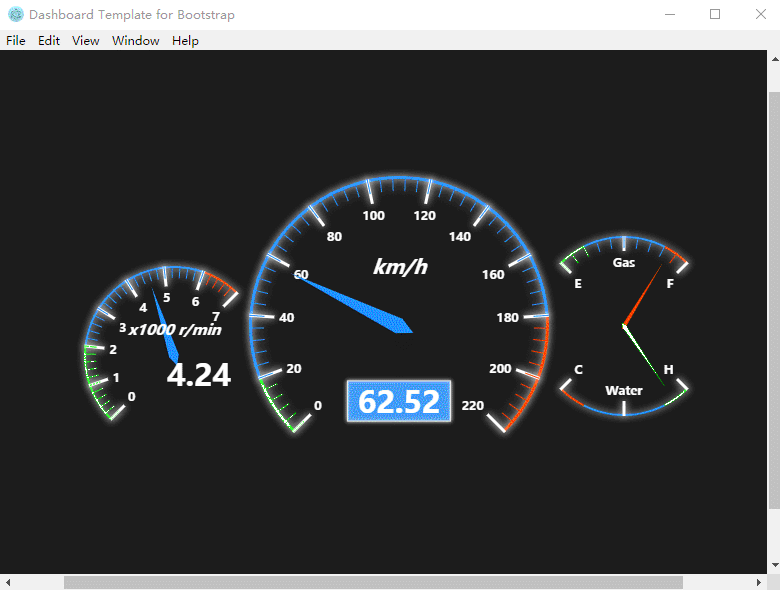 Dashboard Template for Bootstrap
File Edit View Window Help
0
1
2
3
4
5
6
7
x1000 r/min
4.24
0
20
40
60
80
100
120
140
160
180
200
220
km/h
62.52
E
Gas
F
C
Water
H